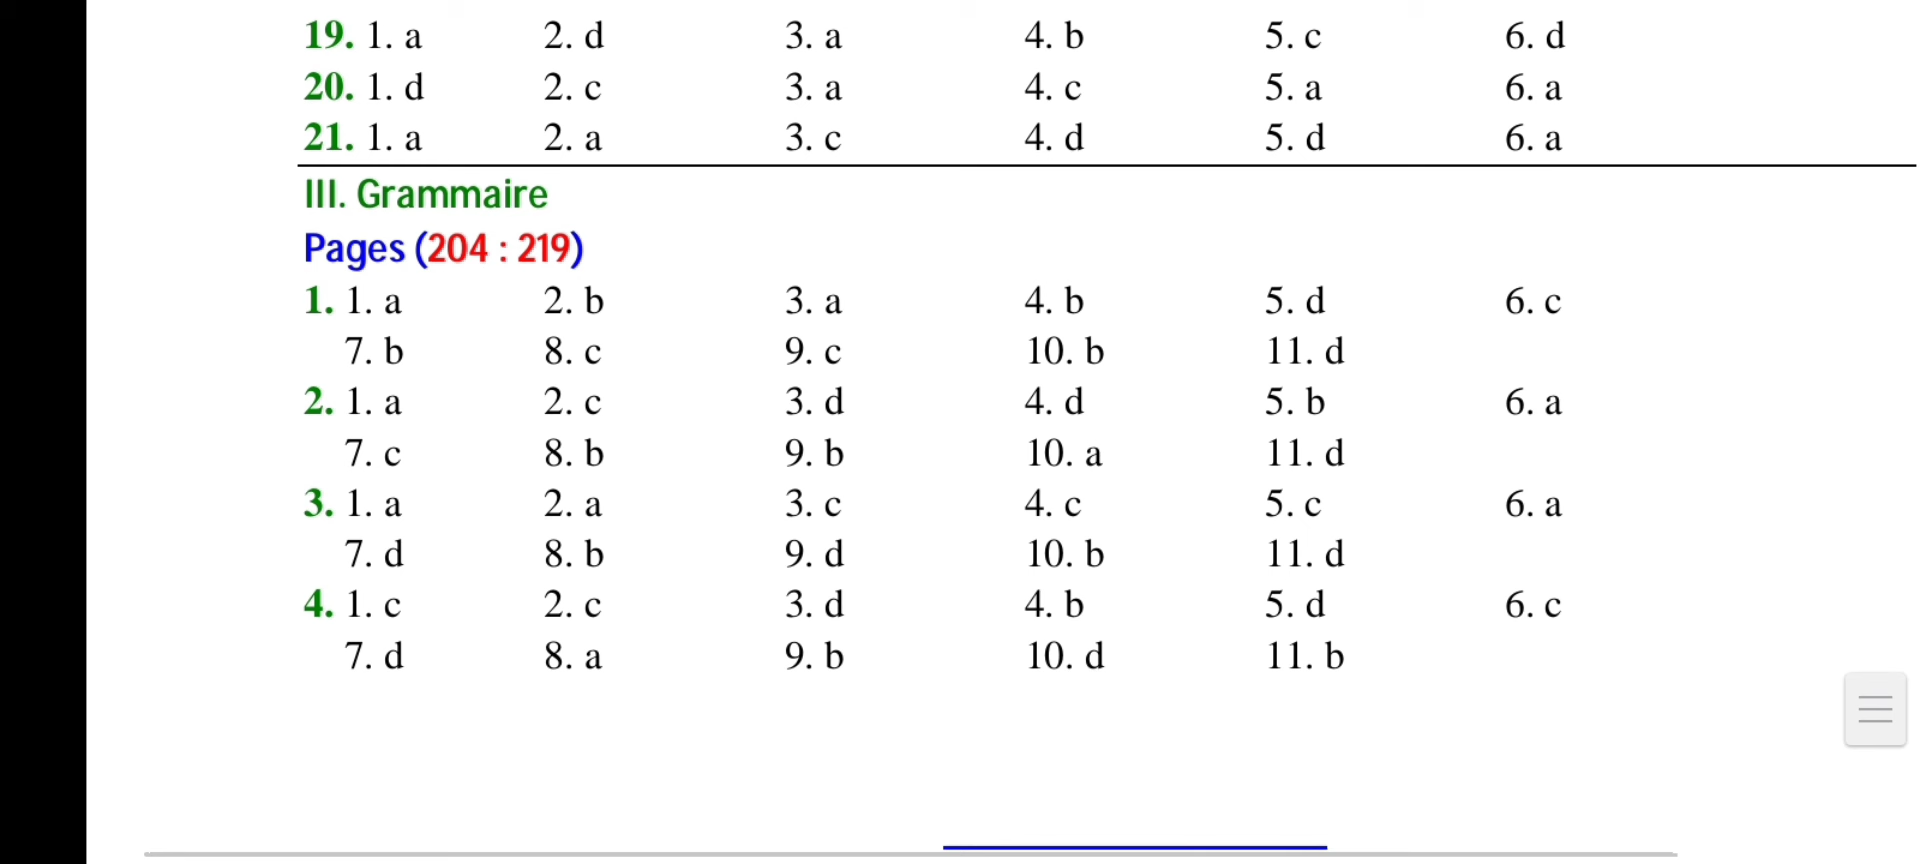 19. 1. a 2. d 3. a 4. b 5. c 6. d
20. 1. d 2. c 3. a 4. c 5. a 6. a
21. 1. a 2. a 3. c 4. d 5. d 6. a
III. Grammaire
Pages (204 : 219)
1. 1. a 2. b 3. a 4. b 5. d 6. c
7. b 8. c 9. c 10. b 11. d
2. 1. a 2. c 3. d 4. d 5. b 6. a
7. c 8. b 9. b 10. a 11. d
3. 1. a 2. a 3. c 4. c 5. c 6. a
7. d 8. b 9. d 10. b 11. d
4. 1. c 2. c 3. d 4. b 5. d 6. c
7. d 8. a 9. b 10. d 11. b